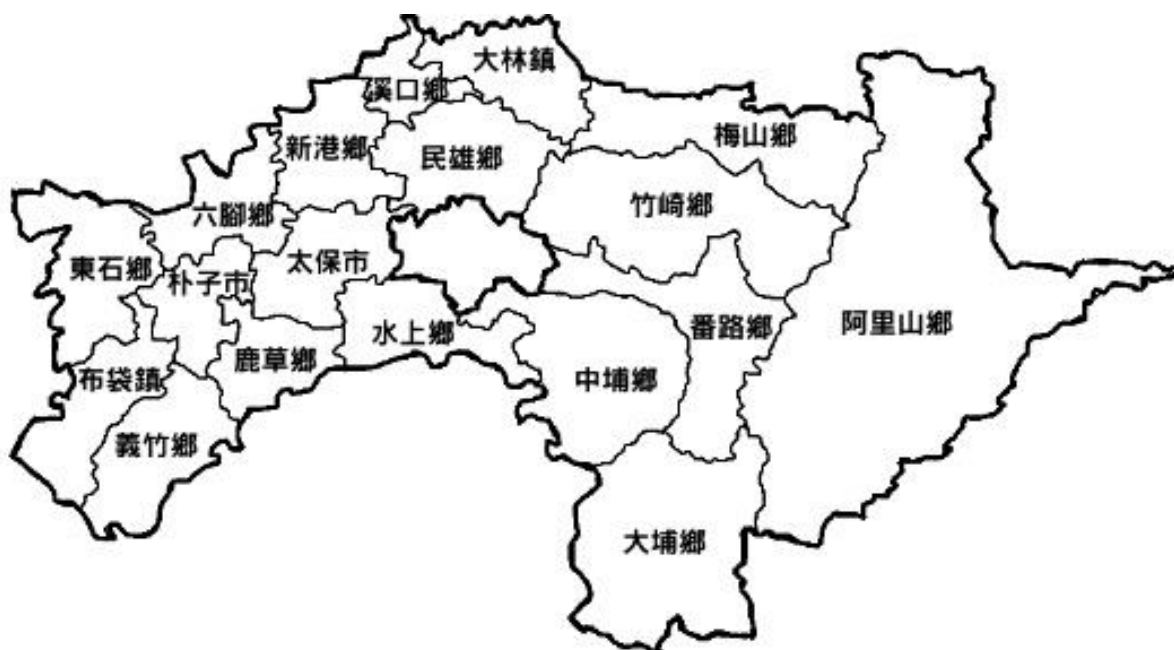 大林鎮
溪口鄉
梅山鄉
新港鄉
民雄鄉
竹崎鄉
六腳鄉
太保市
東石鄉
朴子市
番路鄉
阿里山鄉
水上鄉
鹿草鄉
布袋鎮
中埔鄉
義竹鄉
大埔鄉